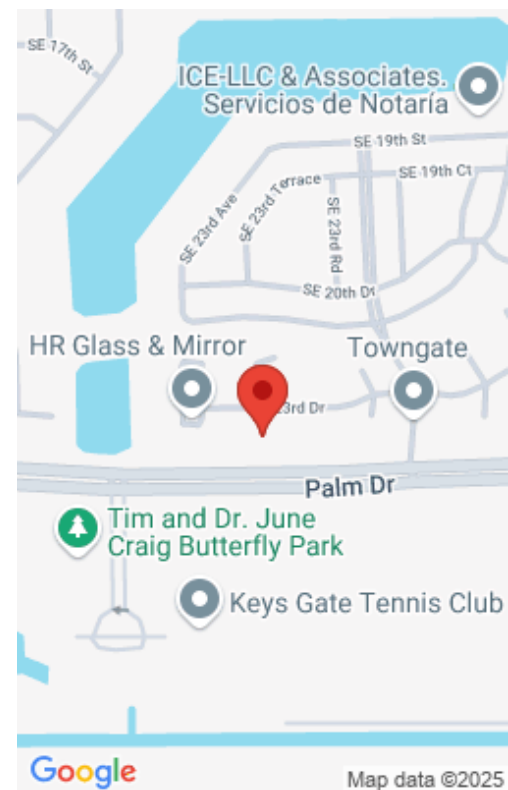 SE 17th St
ICE-LLC & Associates.
Servicios de Notaría
SE 19th St
SE 19th Ct
SE 23rd Ave
SE 23rd Terrace
SE 23rd Rd
SE 20th Dr
HR Glass & Mirror
Towngate
3rd Dr
Palm Dr
Tim and Dr. June
Craig Butterfly Park
Keys Gate Tennis Club
Google
Map data ©2025